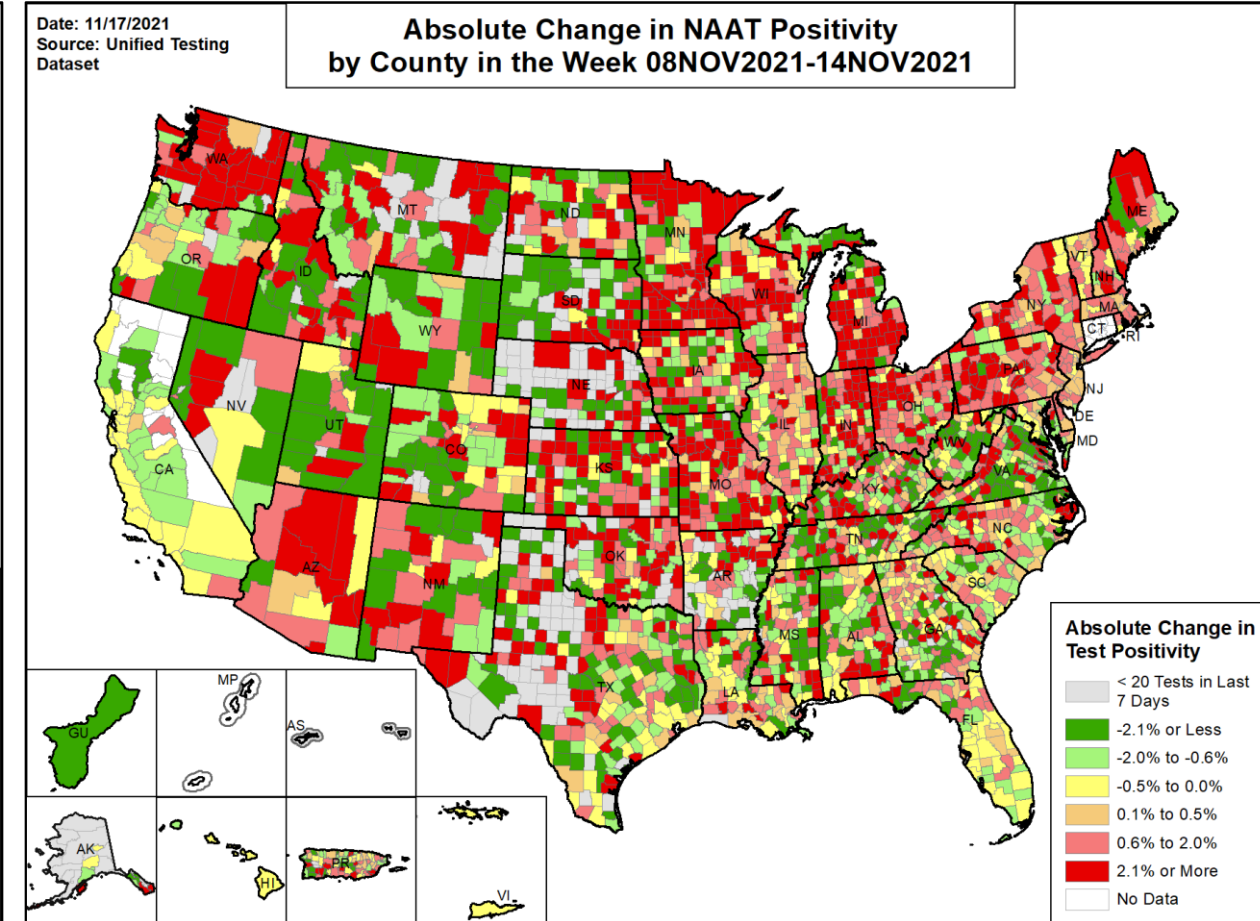 Date: 11/17/2021
Source: Unified Testing
Dataset
Absolute Change in NAAT Positivity
by County in the Week 08NOV2021-14NOV2021
WA
MT
ND
MN
ME
OR
ID
SD
WI
VT
NH
NY
MA
CT
RI
WY
MI
IA
PA
NJ
NE
NV
OH
DE
MD
UT
IL
IN
CO
WV
VA
CA
KS
MO
KY
NC
TN
OK
AZ
NM
AR
SC
MS
AL
GA
TX
LA
FL
GU
MP
AS
AK
HI
PR
VI
Absolute Change in
Test Positivity
< 20 Tests in Last
7 Days
-2.1% or Less
-2.0% to -0.6%
-0.5% to 0.0%
0.1% to 0.5%
0.6% to 2.0%
2.1% or More
No Data